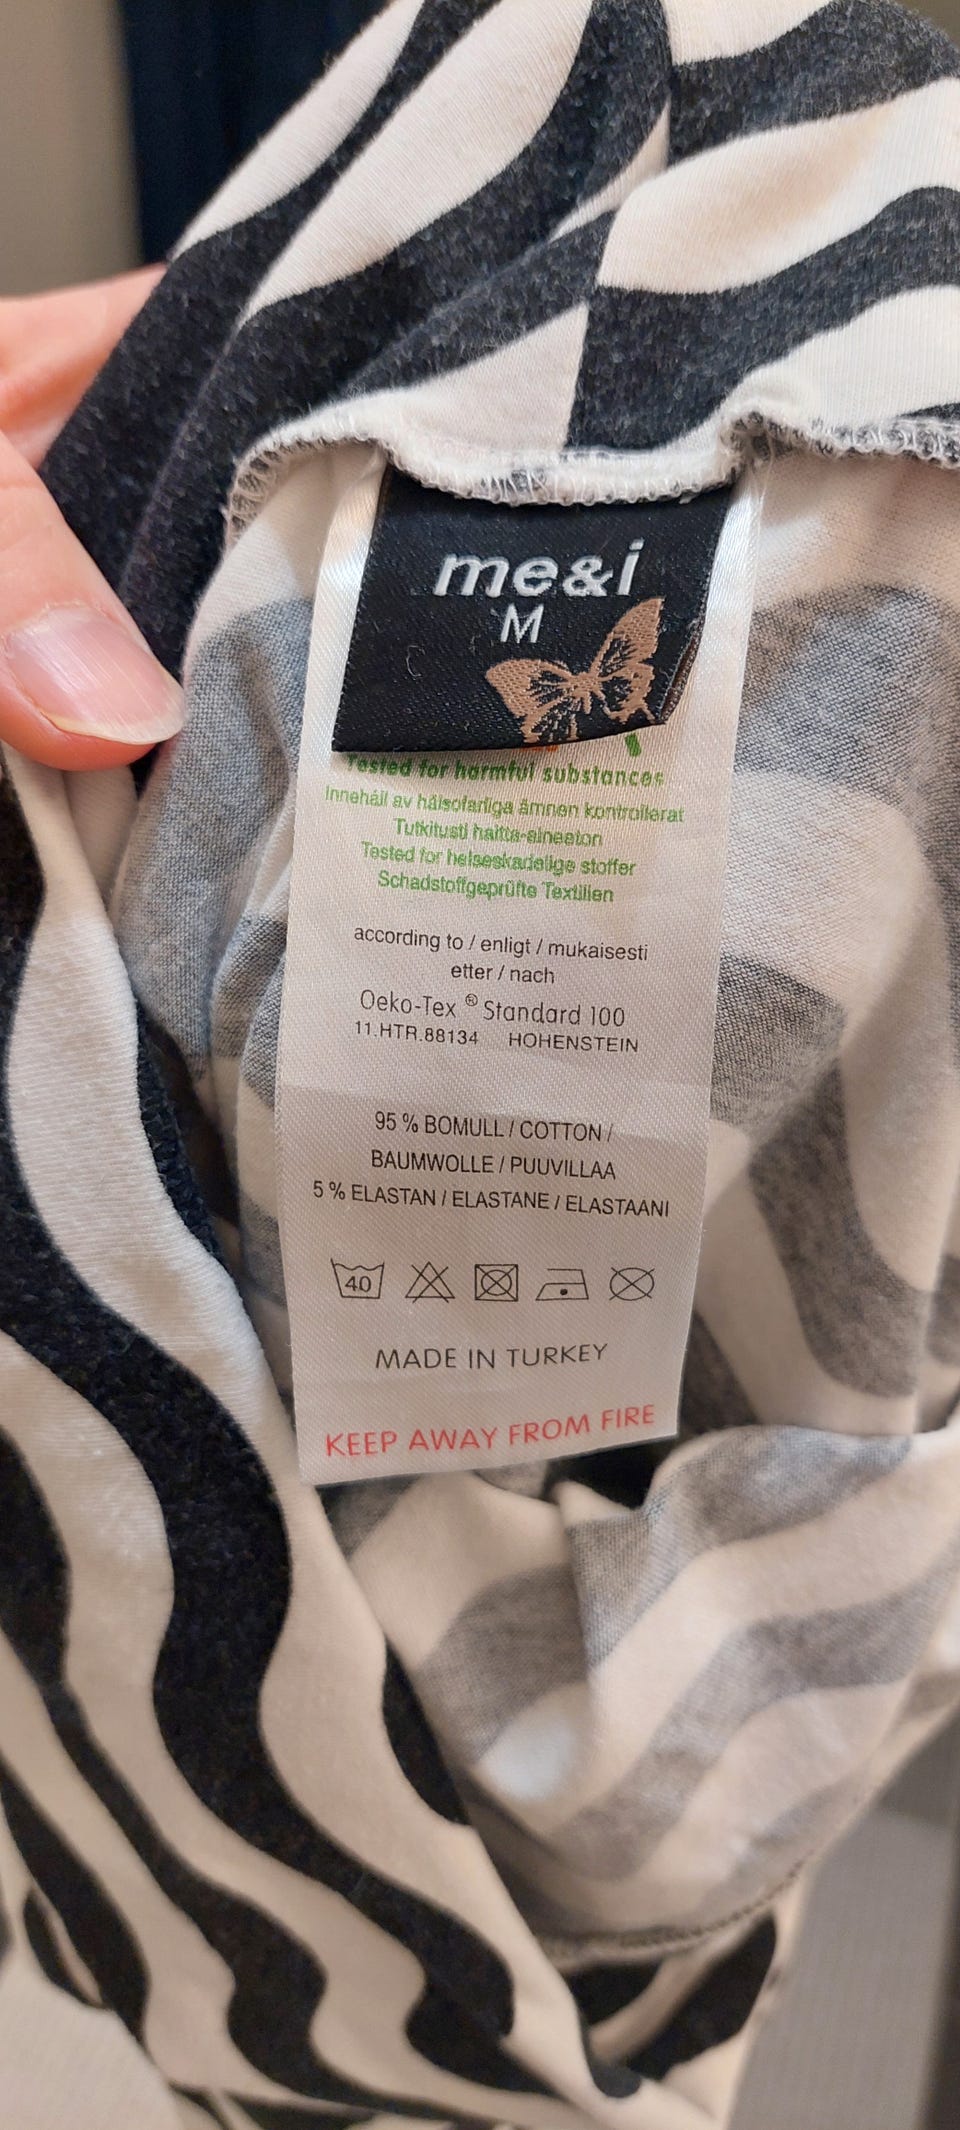 me&i
M
Tested for harmful substances
Innehåll av hälsofarliga ämnen kontrollerat
Tutkitusti haitta-aineeton
Tested for helseskadelige stoffer
Schadstoffgeprüfte Textilien
according to / enligt / mukaisesti
etter / nach
Oeko-Tex ® Standard 100
11.HTR.88134 HOHENSTEIN
95 % BOMULL / COTTON /
BAUMWOLLE / PUUVILLAA
5 % ELASTAN / ELASTANE / ELASTAANI
40
MADE IN TURKEY
KEEP AWAY FROM FIRE